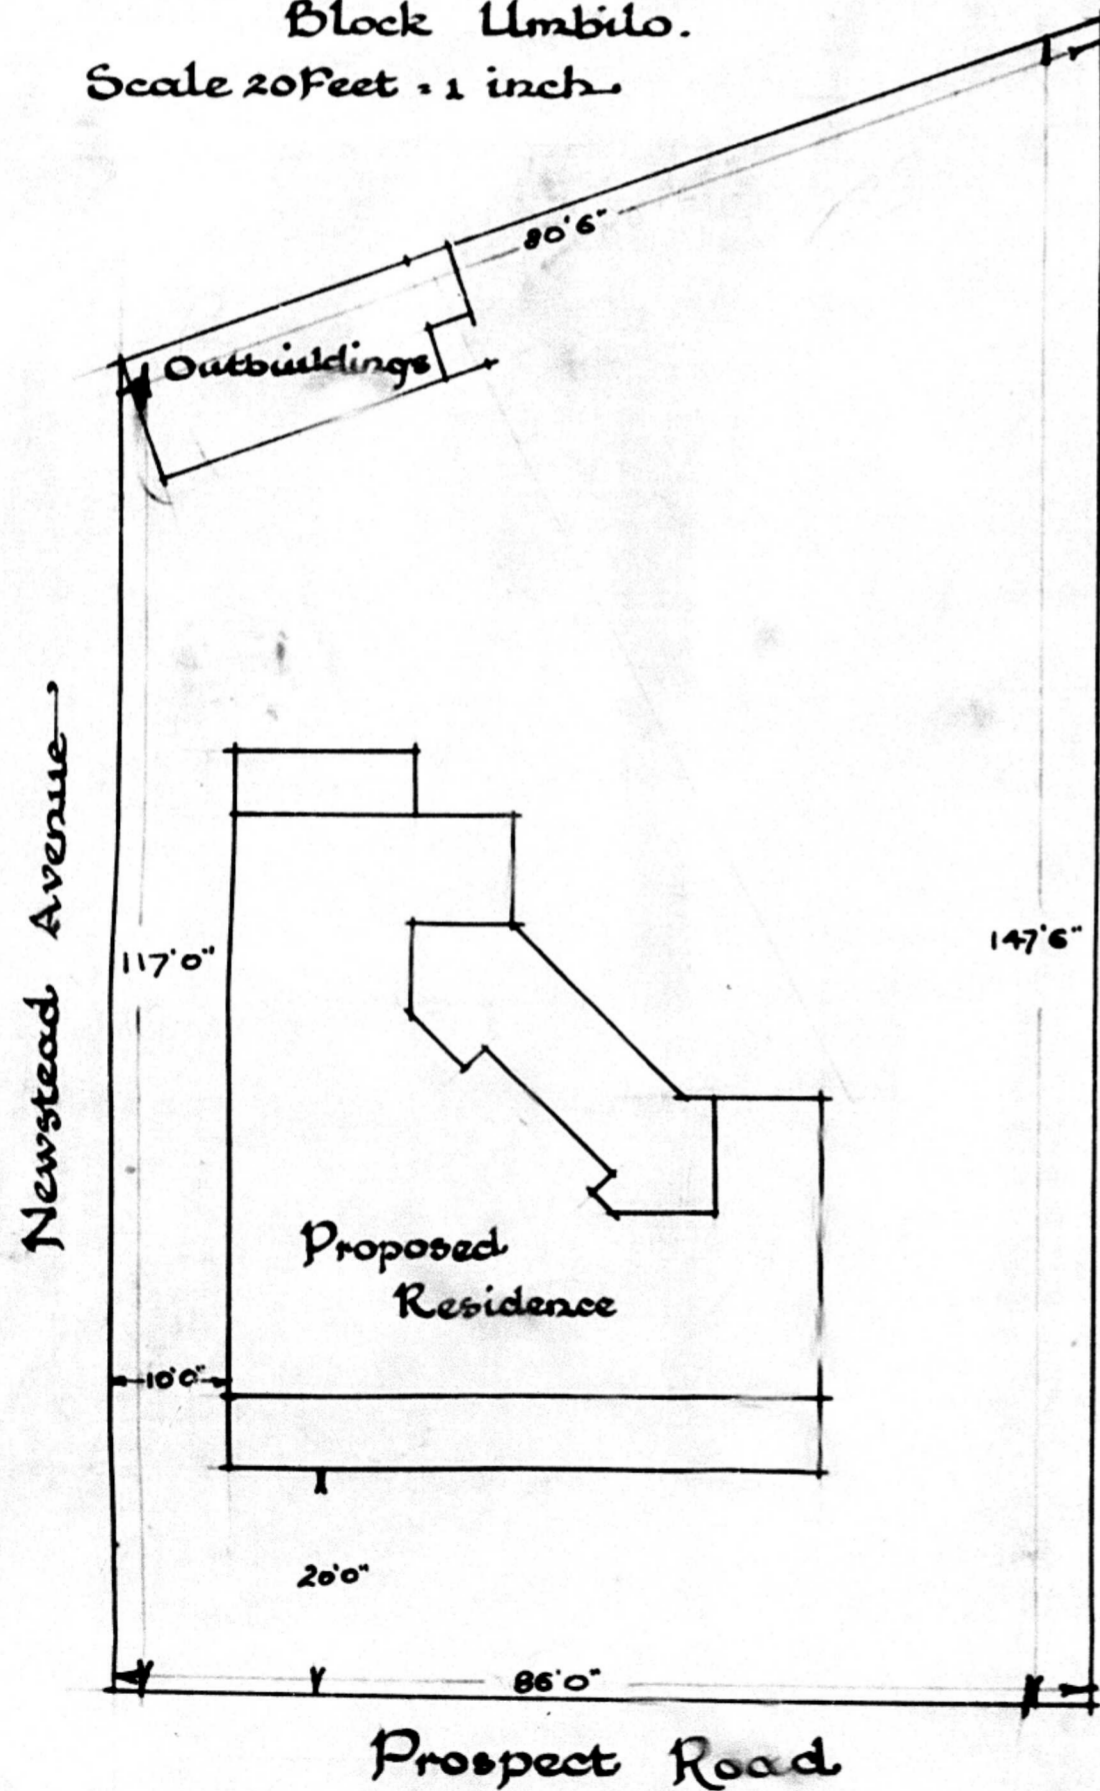 Block Umbilo.
Scale 20 Feet = 1 inch.
80'6"
Outbuildings
Newstead Avenue
117'0"
147'6"
Proposed
Residence
10'0"
20'0"
86'0"
Prospect Road